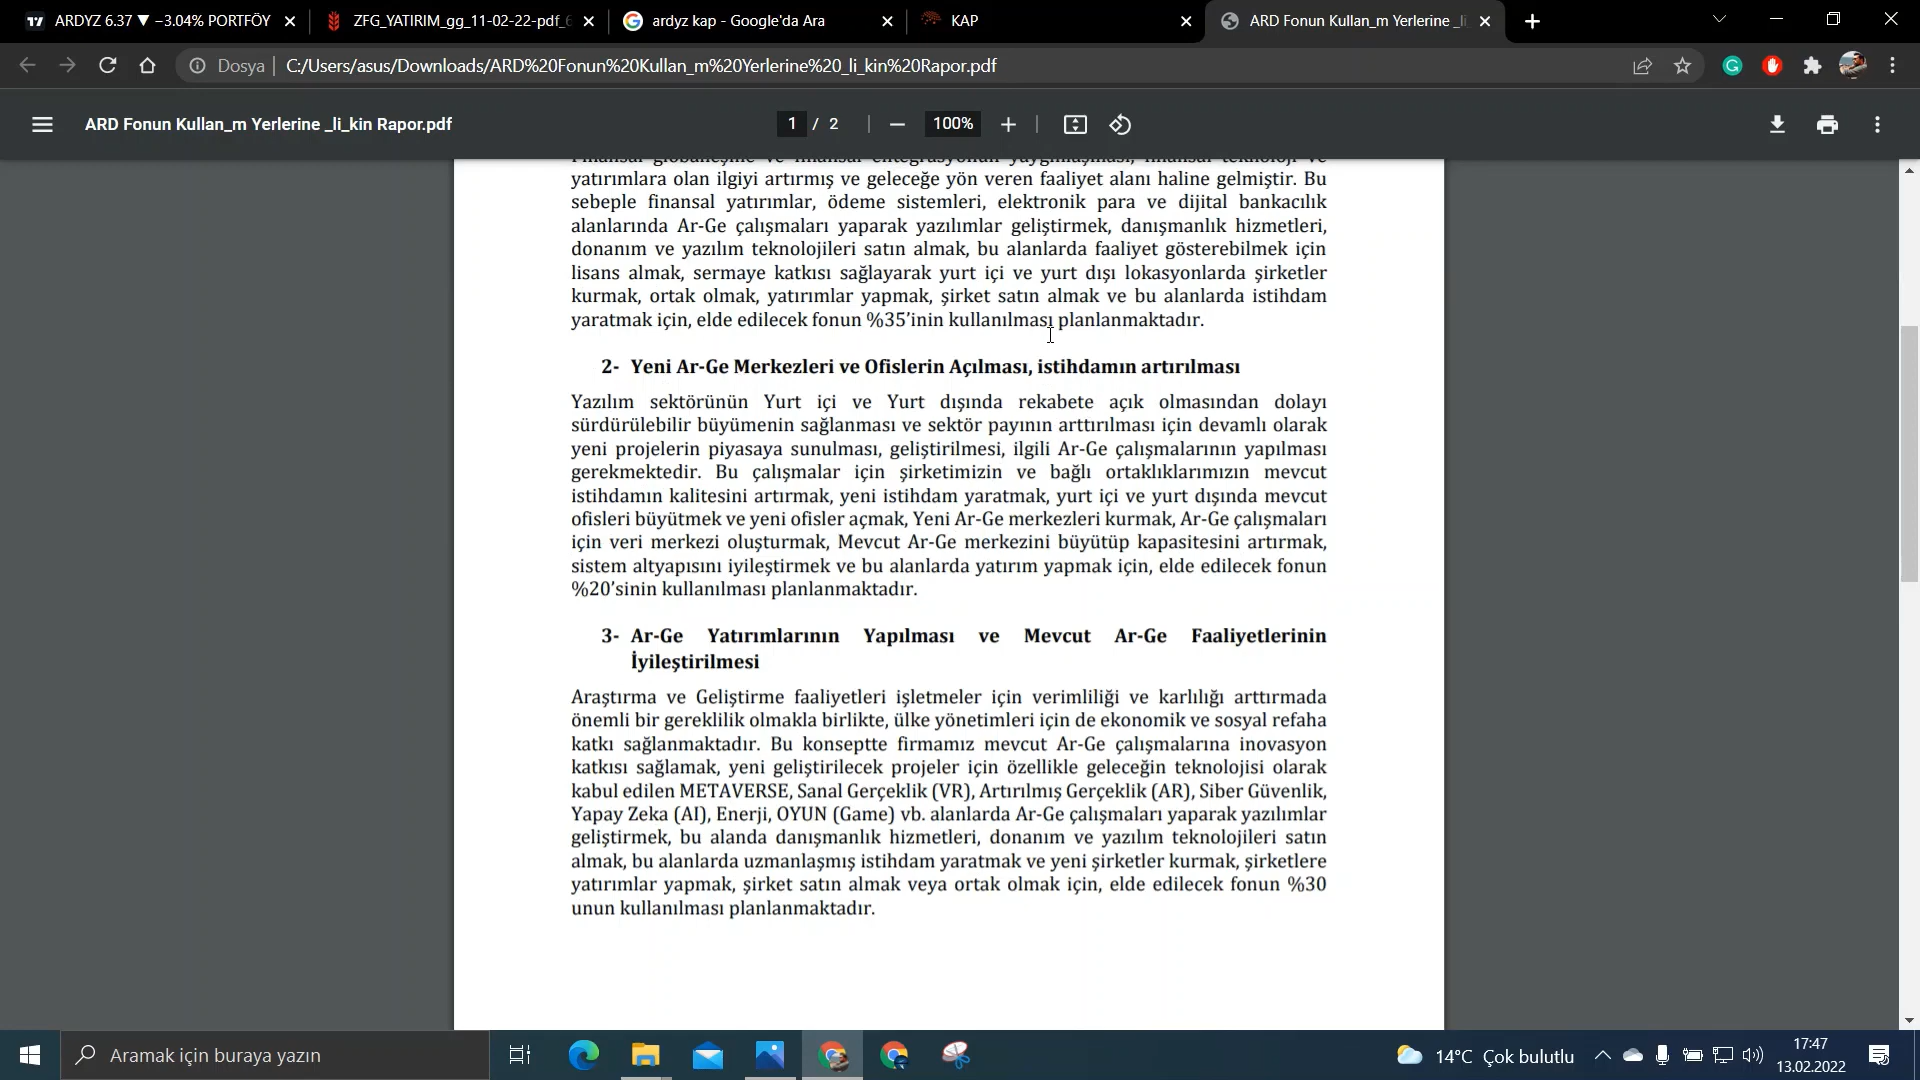 ARDYZ 6.37 ▼ −3.04% PORTFÖY
ZFG_YATIRIM_gg_11-02-22-pdf_6
ardyz kap - Google'da Ara
KAP
ARD Fonun Kullan_m Yerlerine _li
Dosya
C:/Users/asus/Downloads/ARD%20Fonun%20Kullan_m%20Yerlerine%20_li_kin%20Rapor.pdf
ARD Fonun Kullan_m Yerlerine _li_kin Rapor.pdf
1 / 2
100%
Finansal globalleşme ve finansal entegrasyonun yaygınlaşması, finansal teknoloji ve
yatırımlara olan ilgiyi artırmış ve geleceğe yön veren faaliyet alanı haline gelmiştir. Bu
sebeple finansal yatırımlar, ödeme sistemleri, elektronik para ve dijital bankacılık
alanlarında Ar-Ge çalışmaları yaparak yazılımlar geliştirmek, danışmanlık hizmetleri,
donanım ve yazılım teknolojileri satın almak, bu alanlarda faaliyet gösterebilmek için
lisans almak, sermaye katkısı sağlayarak yurt içi ve yurt dışı lokasyonlarda şirketler
kurmak, ortak olmak, yatırımlar yapmak, şirket satın almak ve bu alanlarda istihdam
yaratmak için, elde edilecek fonun %35’inin kullanılması planlanmaktadır.
2- Yeni Ar-Ge Merkezleri ve Ofislerin Açılması, istihdamın artırılması
Yazılım sektörünün Yurt içi ve Yurt dışında rekabete açık olmasından dolayı
sürdürülebilir büyümenin sağlanması ve sektör payının arttırılması için devamlı olarak
yeni projelerin piyasaya sunulması, geliştirilmesi, ilgili Ar-Ge çalışmalarının yapılması
gerekmektedir. Bu çalışmalar için şirketimizin ve bağlı ortaklıklarımızın mevcut
istihdamın kalitesini artırmak, yeni istihdam yaratmak, yurt içi ve yurt dışında mevcut
ofisleri büyütmek ve yeni ofisler açmak, Yeni Ar-Ge merkezleri kurmak, Ar-Ge çalışmaları
için veri merkezi oluşturmak, Mevcut Ar-Ge merkezini büyütüp kapasitesini artırmak,
sistem altyapısını iyileştirmek ve bu alanlarda yatırım yapmak için, elde edilecek fonun
%20’sinin kullanılması planlanmaktadır.
3- Ar-Ge Yatırımlarının Yapılması ve Mevcut Ar-Ge Faaliyetlerinin
İyileştirilmesi
Araştırma ve Geliştirme faaliyetleri işletmeler için verimliliği ve karlılığı arttırmada
önemli bir gereklilik olmakla birlikte, ülke yönetimleri için de ekonomik ve sosyal refaha
katkı sağlanmaktadır. Bu konseptte firmamız mevcut Ar-Ge çalışmalarına inovasyon
katkısı sağlamak, yeni geliştirilecek projeler için özellikle geleceğin teknolojisi olarak
kabul edilen METAVERSE, Sanal Gerçeklik (VR), Artırılmış Gerçeklik (AR), Siber Güvenlik,
Yapay Zeka (AI), Enerji, OYUN (Game) vb. alanlarda Ar-Ge çalışmaları yaparak yazılımlar
geliştirmek, bu alanda danışmanlık hizmetleri, donanım ve yazılım teknolojileri satın
almak, bu alanlarda uzmanlaşmış istihdam yaratmak ve yeni şirketler kurmak, şirketlere
yatırımlar yapmak, şirket satın almak veya ortak olmak için, elde edilecek fonun %30
unun kullanılması planlanmaktadır.
Aramak için buraya yazın
14°C Çok bulutlu
17:47
13.02.2022